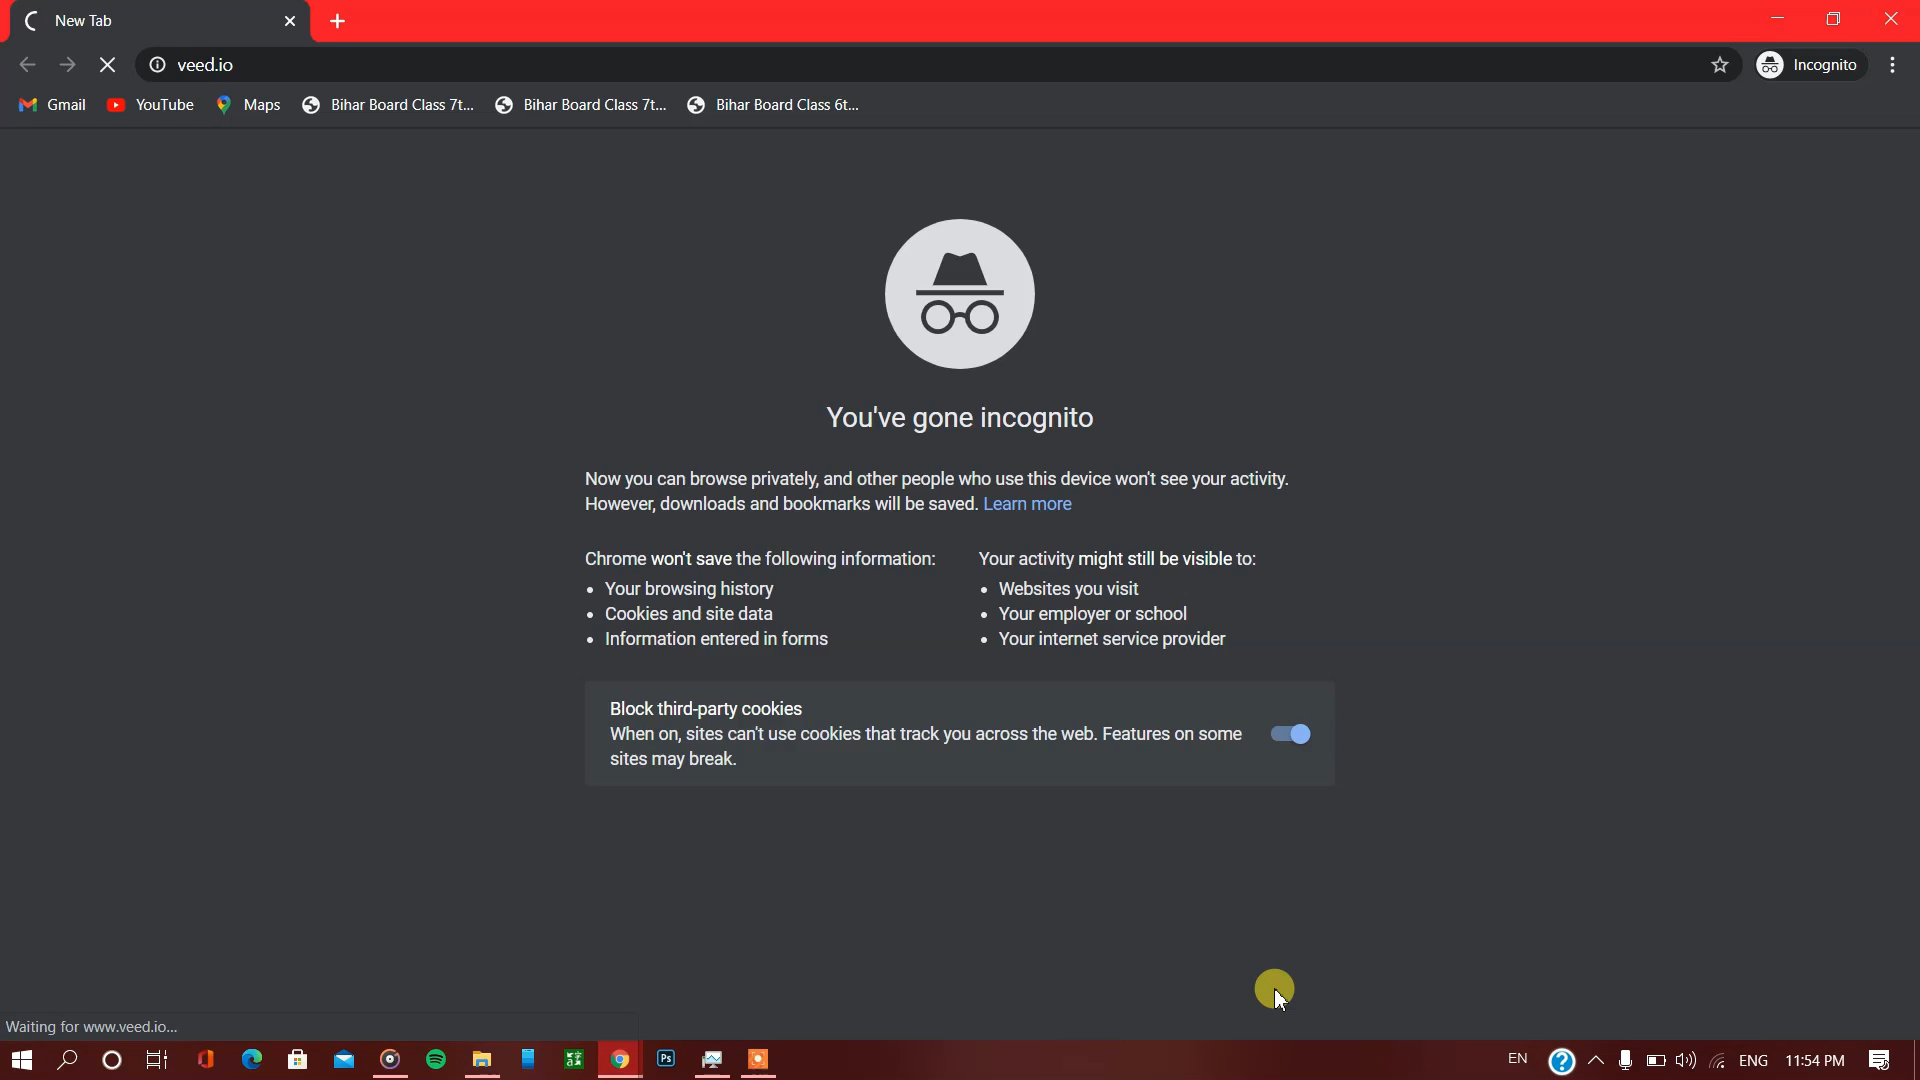 New Tab
veed.io
Incognito
Gmail
YouTube
Maps
Bihar Board Class 7t...
Bihar Board Class 7t...
Bihar Board Class 6t...
You've gone incognito
Now you can browse privately, and other people who use this device won't see your activity.
However, downloads and bookmarks will be saved. Learn more
Chrome won't save the following information:
Your browsing history
Cookies and site data
Information entered in forms
Your activity might still be visible to:
Websites you visit
Your employer or school
Your internet service provider
Block third-party cookies
When on, sites can't use cookies that track you across the web. Features on some
sites may break.
Waiting for www.veed.io...
Ps
EN
ENG
11:54 PM